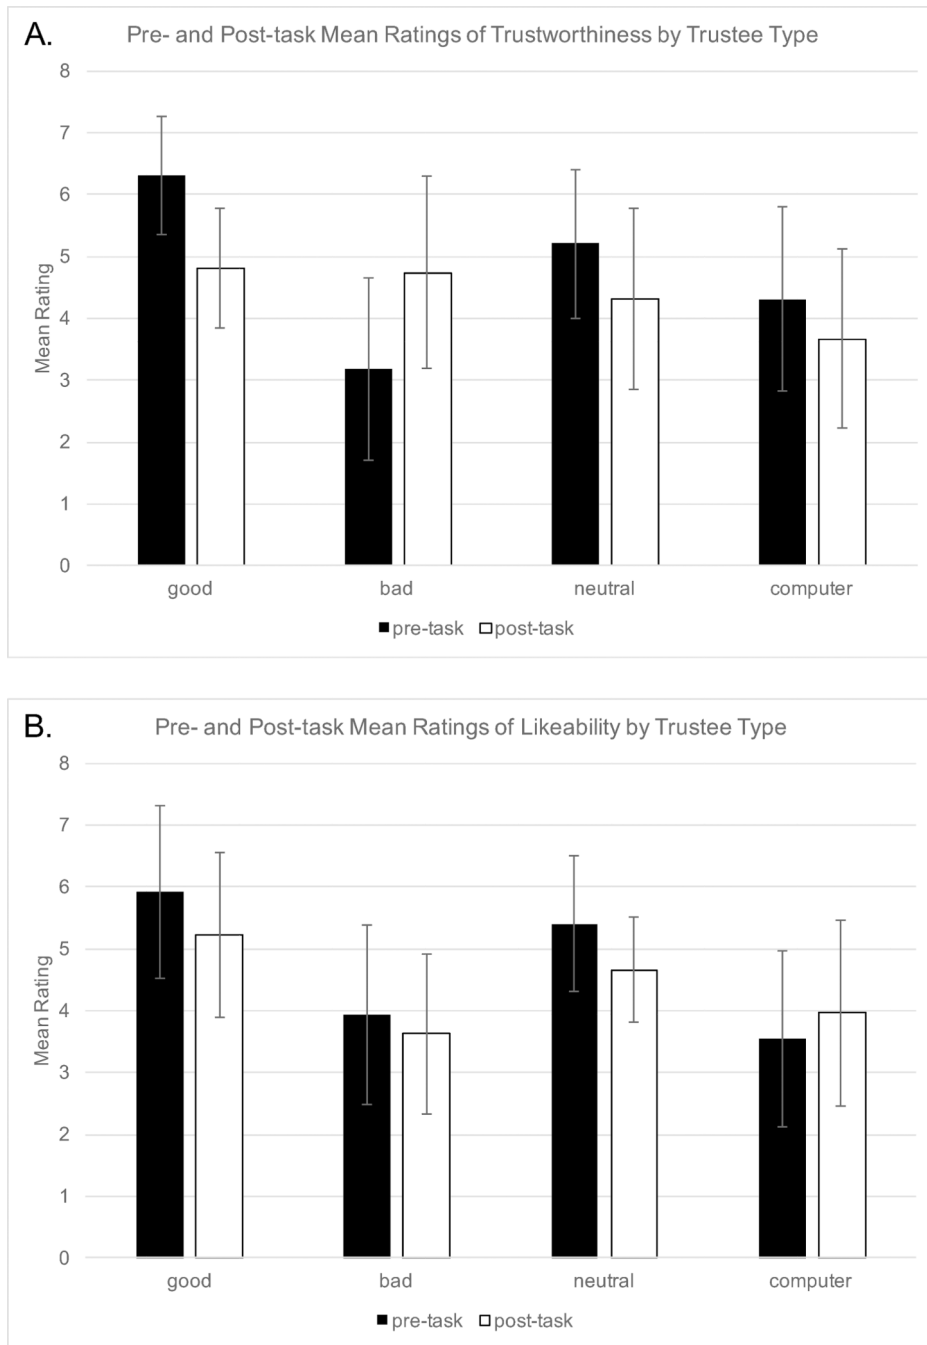 A.
Pre- and Post-task Mean Ratings of Trustworthiness by Trustee Type
Mean Rating
8
7
6
5
4
3
2
1
0
good bad neutral computer
pre-task post-task
B.
Pre- and Post-task Mean Ratings of Likeability by Trustee Type
Mean Rating
8
7
6
5
4
3
2
1
0
good bad neutral computer
pre-task post-task